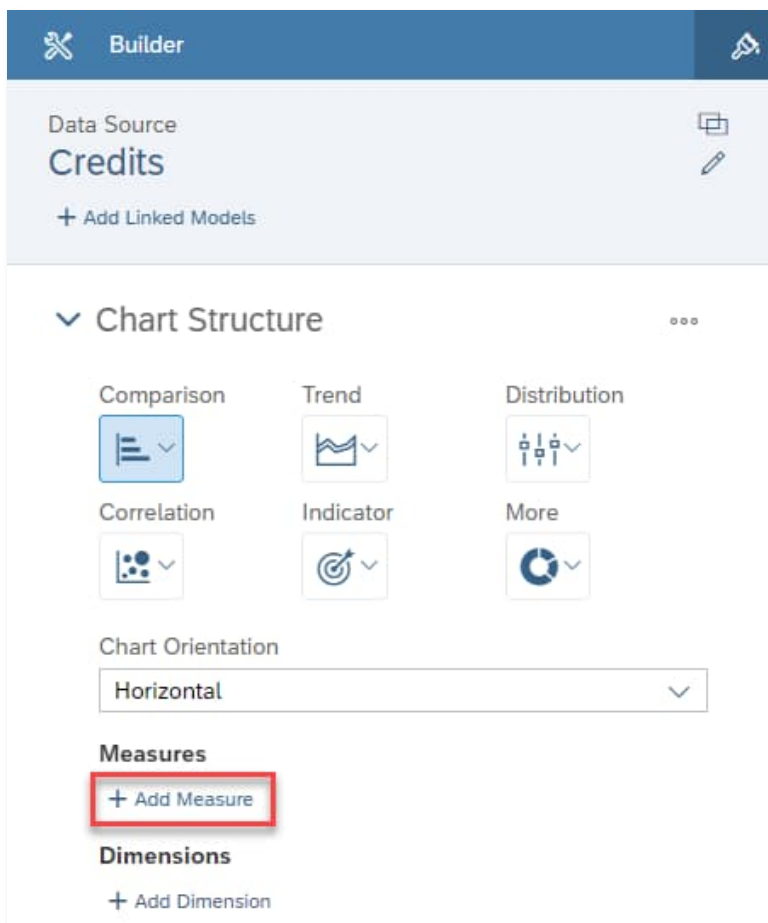 Builder
Data Source
Credits
+ Add Linked Models
Chart Structure
Comparison Trend Distribution
Correlation Indicator More
Chart Orientation
Horizontal
Measures
+ Add Measure
Dimensions
+ Add Dimension